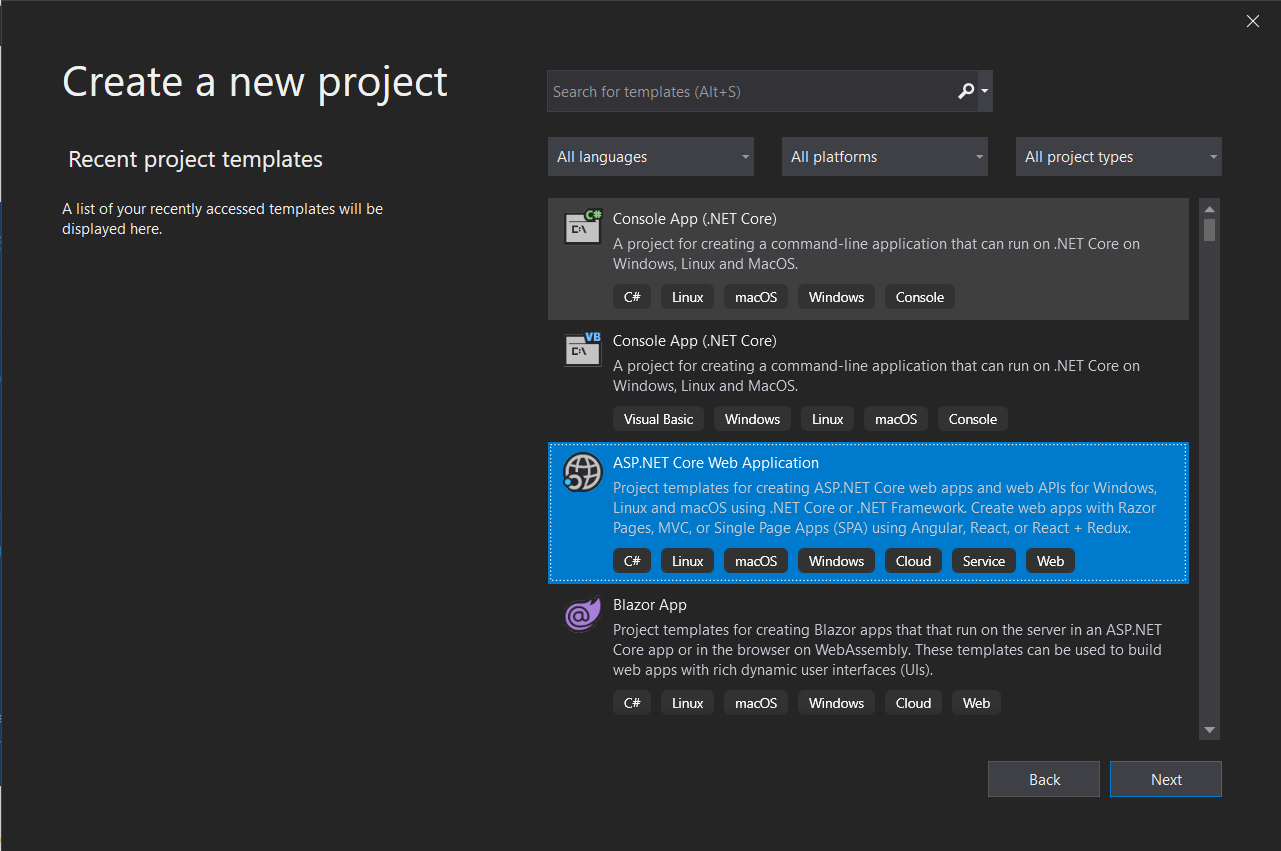 Create a new project
Recent project templates
A list of your recently accessed templates will be
displayed here.
Search for templates (Alt+S)
All languages
All platforms
All project types
C#
C:\
Console App (.NET Core)
A project for creating a command-line application that can run on .NET Core on
Windows, Linux and MacOS.
C# Linux macOS Windows Console
VB
C:\
Console App (.NET Core)
A project for creating a command-line application that can run on .NET Core on
Windows, Linux and MacOS.
Visual Basic Windows Linux macOS Console
ASP.NET Core Web Application
Project templates for creating ASP.NET Core web apps and web APIs for Windows,
Linux and macOS using .NET Core or .NET Framework. Create web apps with Razor
Pages, MVC, or Single Page Apps (SPA) using Angular, React, or React + Redux.
C# Linux macOS Windows Cloud Service Web
@
Blazor App
Project templates for creating Blazor apps that that run on the server in an ASP.NET
Core app or in the browser on WebAssembly. These templates can be used to build
web apps with rich dynamic user interfaces (UIs).
C# Linux macOS Windows Cloud Web
Back
Next